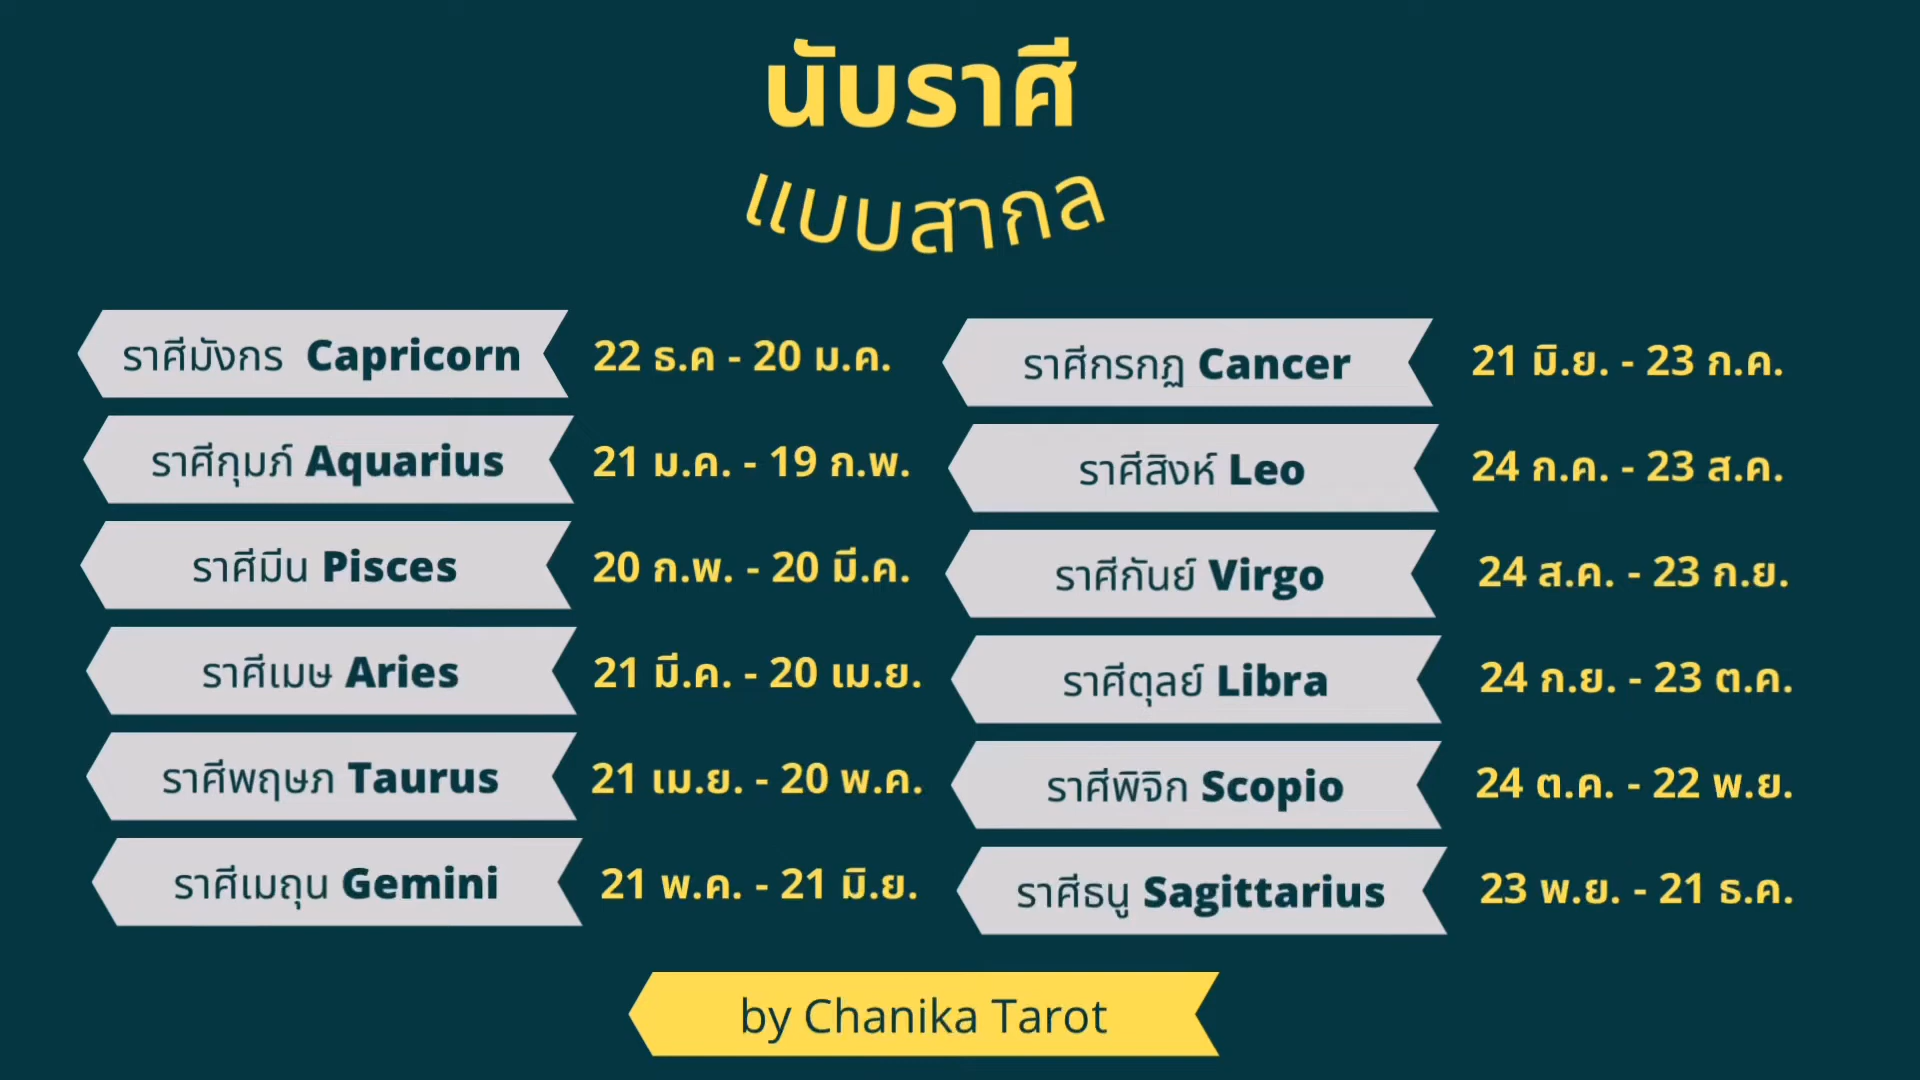 นับราศี
แบบสากล
ราศีมังกร Capricorn 22 ธ.ค - 20 ม.ค.
ราศีกุมภ์ Aquarius 21 ม.ค. - 19 ก.พ.
ราศีมีน Pisces 20 ก.พ. - 20 มี.ค.
ราศีเมษ Aries 21 มี.ค. - 20 เม.ย.
ราศีพฤษภ Taurus 21 เม.ย. - 20 พ.ค.
ราศีเมถุน Gemini 21 พ.ค. - 21 มิ.ย.
ราศีกรกฏ Cancer 21 มิ.ย. - 23 ก.ค.
ราศีสิงห์ Leo 24 ก.ค. - 23 ส.ค.
ราศีกันย์ Virgo 24 ส.ค. - 23 ก.ย.
ราศีตุลย์ Libra 24 ก.ย. - 23 ต.ค.
ราศีพิจิก Scopio 24 ต.ค. - 22 พ.ย.
ราศีธนู Sagittarius 23 พ.ย. - 21 ธ.ค.
by Chanika Tarot